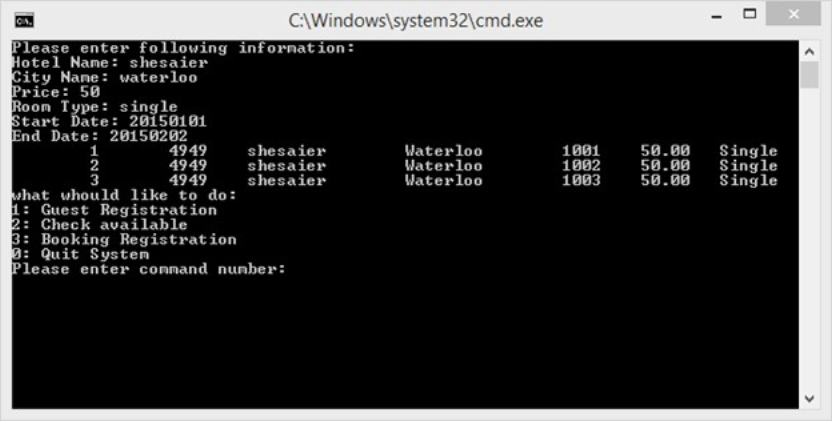 C:\Windows\system32\cmd.exe
Please enter following information:
Hotel Name: shesaier
City Name: waterloo
Price: 50
Room Type: single
Start Date: 20150101
End Date: 20150202
1 4949 shesaier Waterloo 1001 50.00 Single
2 4949 shesaier Waterloo 1002 50.00 Single
3 4949 shesaier Waterloo 1003 50.00 Single
what whould like to do:
1: Guest Registration
2: Check available
3: Booking Registration
0: Quit System
Please enter command number: